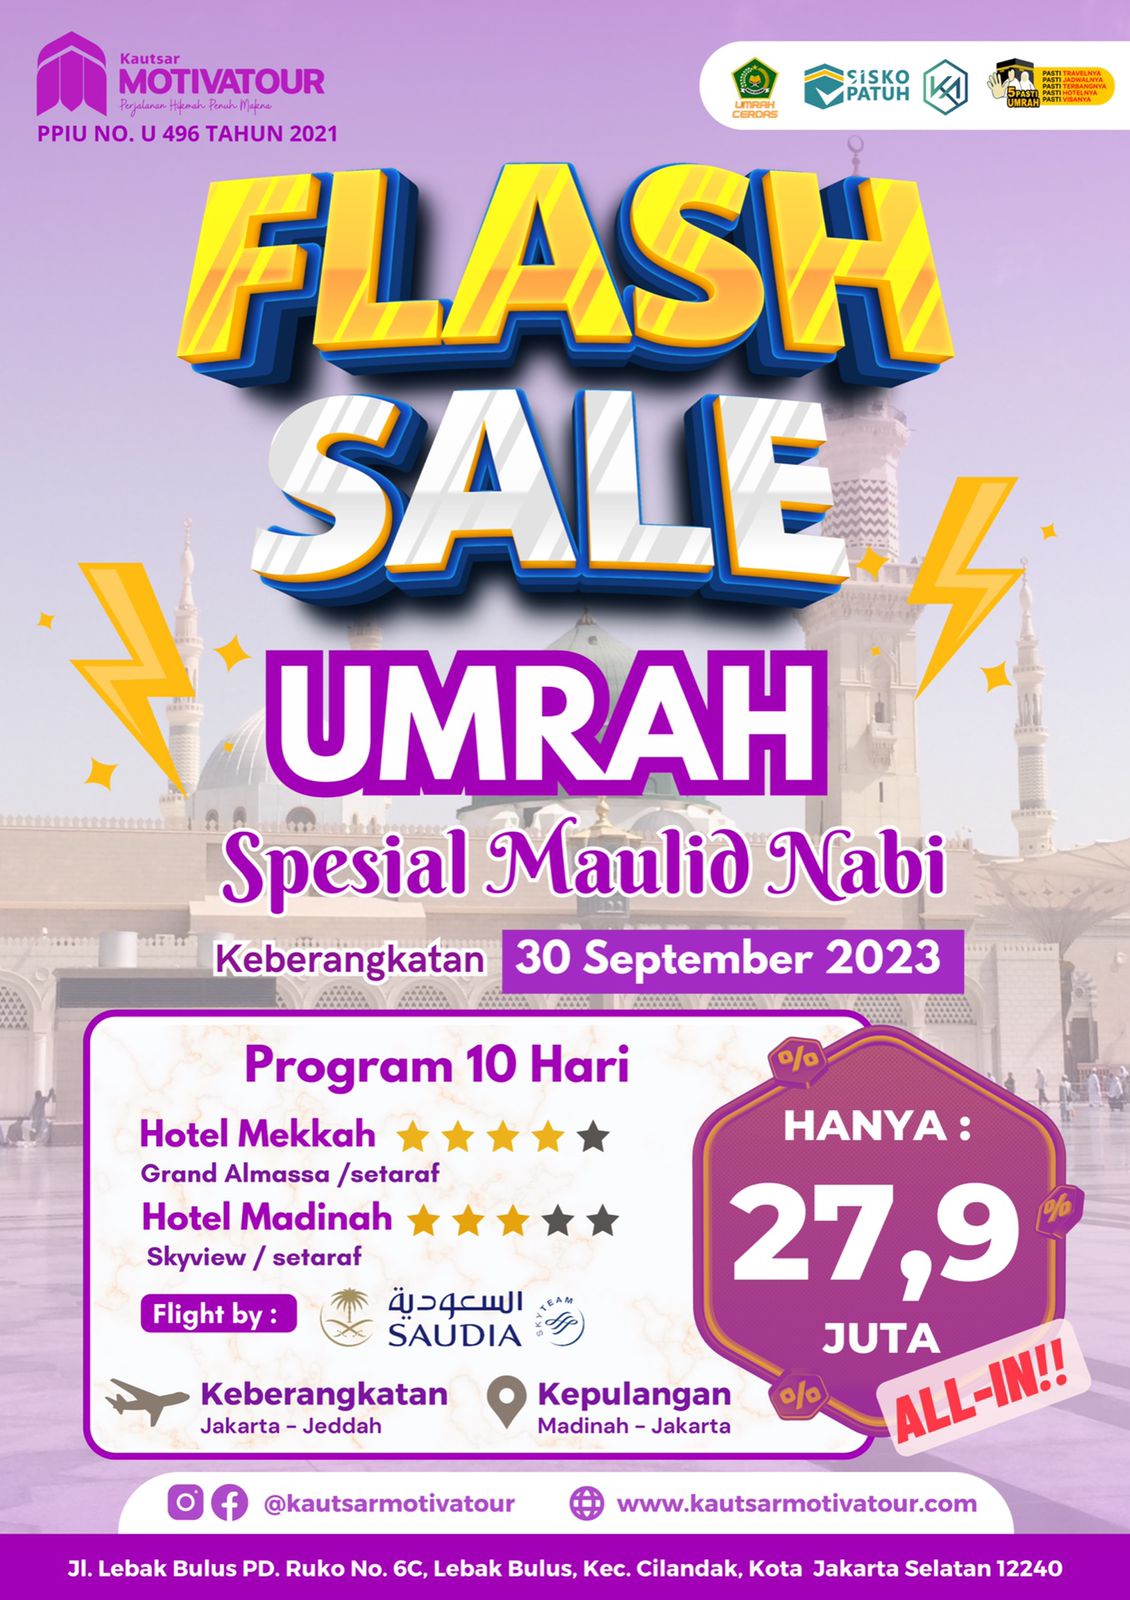 Kautsar
MOTIVATOUR
Perjalanan Hikmah Penuh Makna
PPIU NO. U 496 TAHUN 2021
UMRAH
CERDAS
SISKO
PATUH
5 PASTI
UMRAH
PASTI TRAVELNYA
PASTI JADWALNYA
PASTI TERBANGNYA
PASTI HOTELNYA
PASTI VISANYA
FLASH
SALE
UMRAH
Spesial Maulid Nabi
Keberangkatan 30 September 2023
Program 10 Hari
Hotel Mekkah
Grand Almassa /setaraf
Hotel Madinah
Skyview / setaraf
Flight by :
السعودية
SAUDIA
SKYTEAM
Keberangkatan
Jakarta – Jeddah
Kepulangan
Madinah – Jakarta
%
HANYA :
27,9
%
JUTA
%
ALL-IN!!
@kautsarmotivatour
www.kautsarmotivatour.com
Jl. Lebak Bulus PD. Ruko No. 6C, Lebak Bulus, Kec. Cilandak, Kota Jakarta Selatan 12240